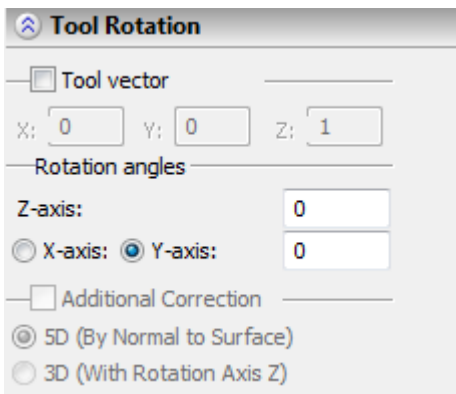 Tool Rotation
Tool vector
X: 0 Y: 0 Z: 1
Rotation angles
Z-axis: 0
X-axis: Y-axis: 0
Additional Correction
5D (By Normal to Surface)
3D (With Rotation Axis Z)